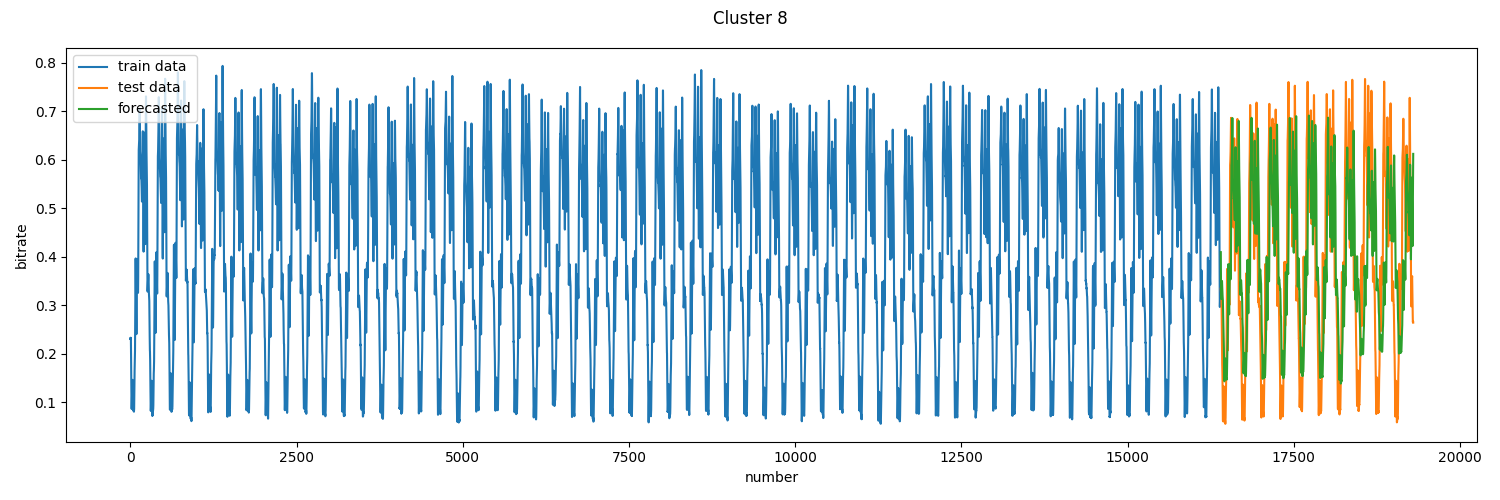 Cluster 8
train data
test data
forecasted
0.8
0.7
0.6
0.5
0.4
0.3
0.2
0.1
bitrate
0 2500 5000 7500 10000 12500 15000 17500 20000
number